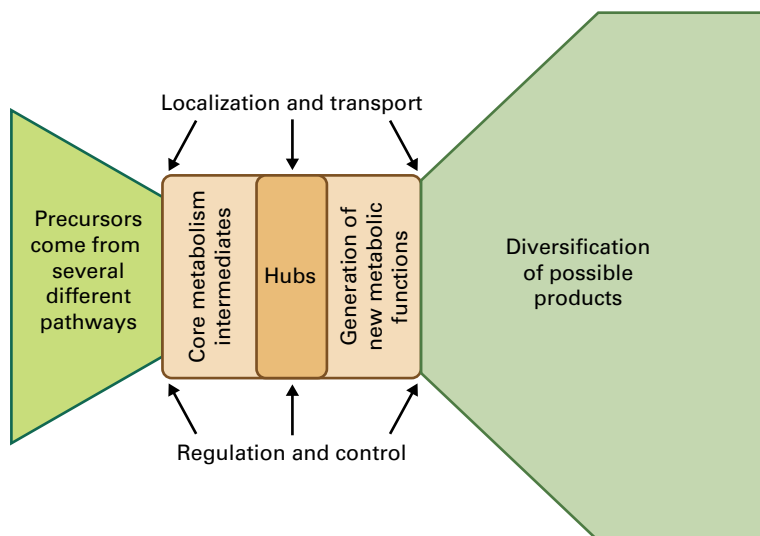 Localization and transport
Precursors
come from
several
different
pathways
Core metabolism
intermediates
Hubs
Generation of
new metabolic
functions
Diversification
of possible
products
Regulation and control